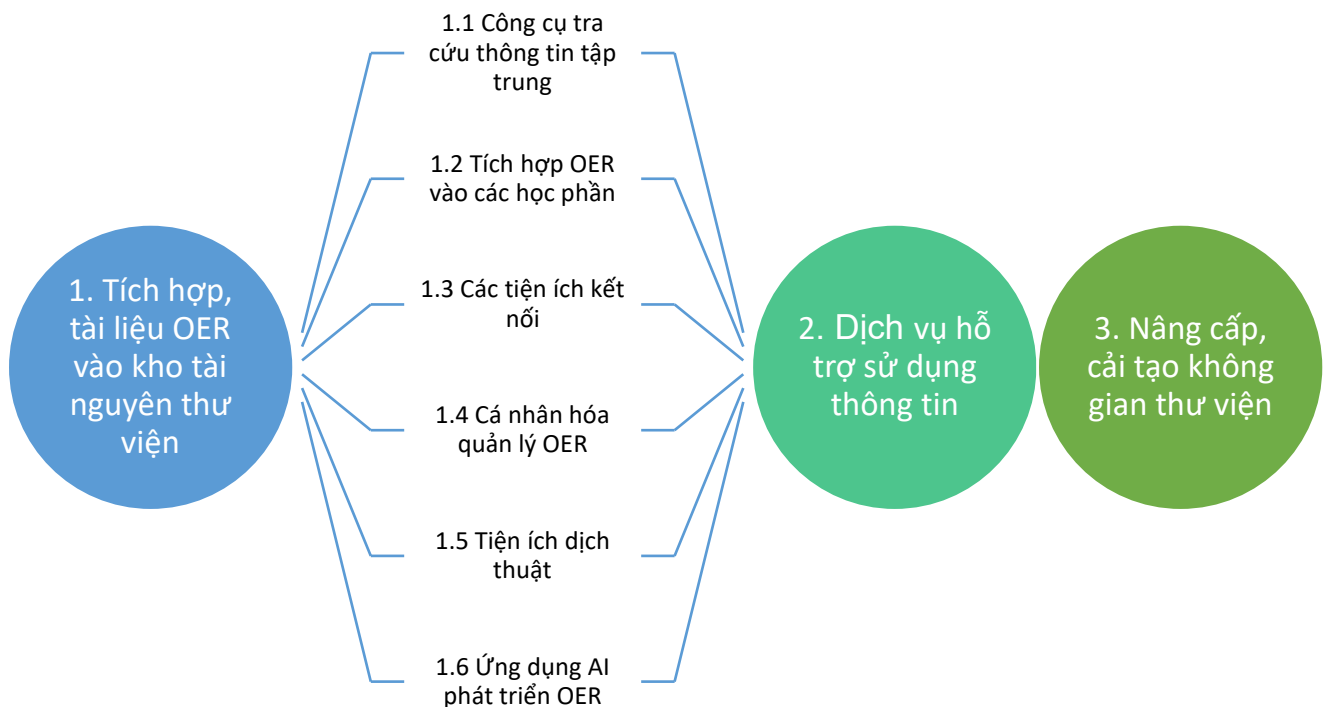 1. Tích hợp,
tài liệu OER
vào kho tài
nguyên thư
viện
1.1 Công cụ tra
cứu thông tin tập
trung
1.2 Tích hợp OER
vào các học phần
1.3 Các tiện ích kết
nối
1.4 Cá nhân hóa
quản lý OER
1.5 Tiện ích dịch
thuật
1.6 Ứng dụng AI
phát triển OER
2. Dịch vụ hỗ
trợ sử dụng
thông tin
3. Nâng cấp,
cải tạo không
gian thư viện